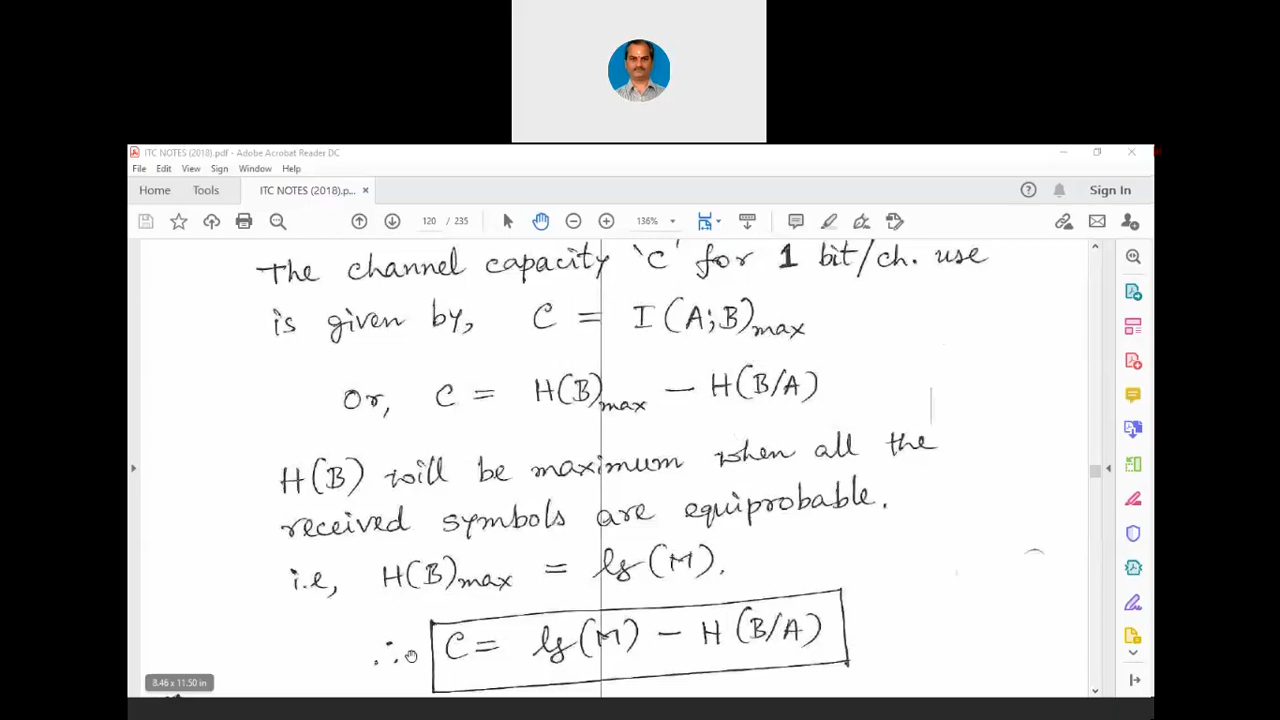 ITC NOTES (2018).pdf - Adobe Acrobat Reader DC
File Edit View Sign Window Help
Home Tools ITC NOTES (2018).p... × Sign In
120 / 235 136%
The channel capacity 'C' for 1 bit/ch. use
is given by, C = I(A;B)max
Or, C = H(B)max - H(B/A)
H(B) will be maximum when all the
received symbols are equiprobable.
i.e, H(B)max = lg(M).
∴ C = lg(M) - H(B/A)
8.46 x 11.50 in